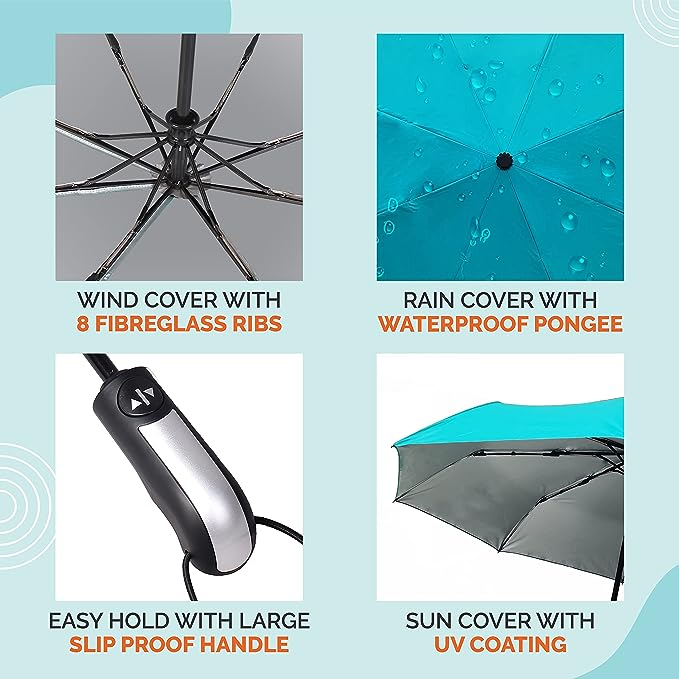 WIND COVER WITH
8 FIBREGLASS RIBS
RAIN COVER WITH
WATERPROOF PONGEE
EASY HOLD WITH LARGE
SLIP PROOF HANDLE
SUN COVER WITH
UV COATING